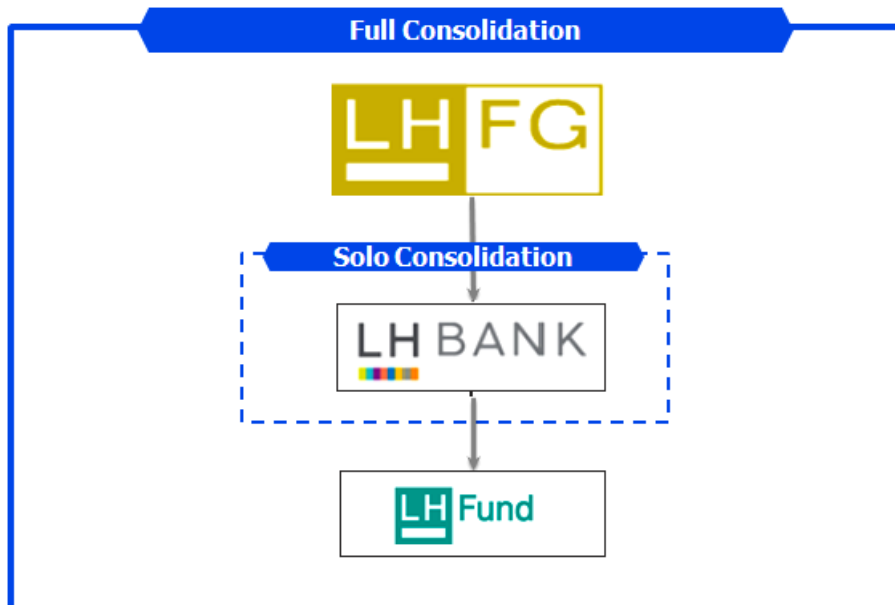 Full Consolidation
LH FG
Solo Consolidation
LH BANK
LH Fund